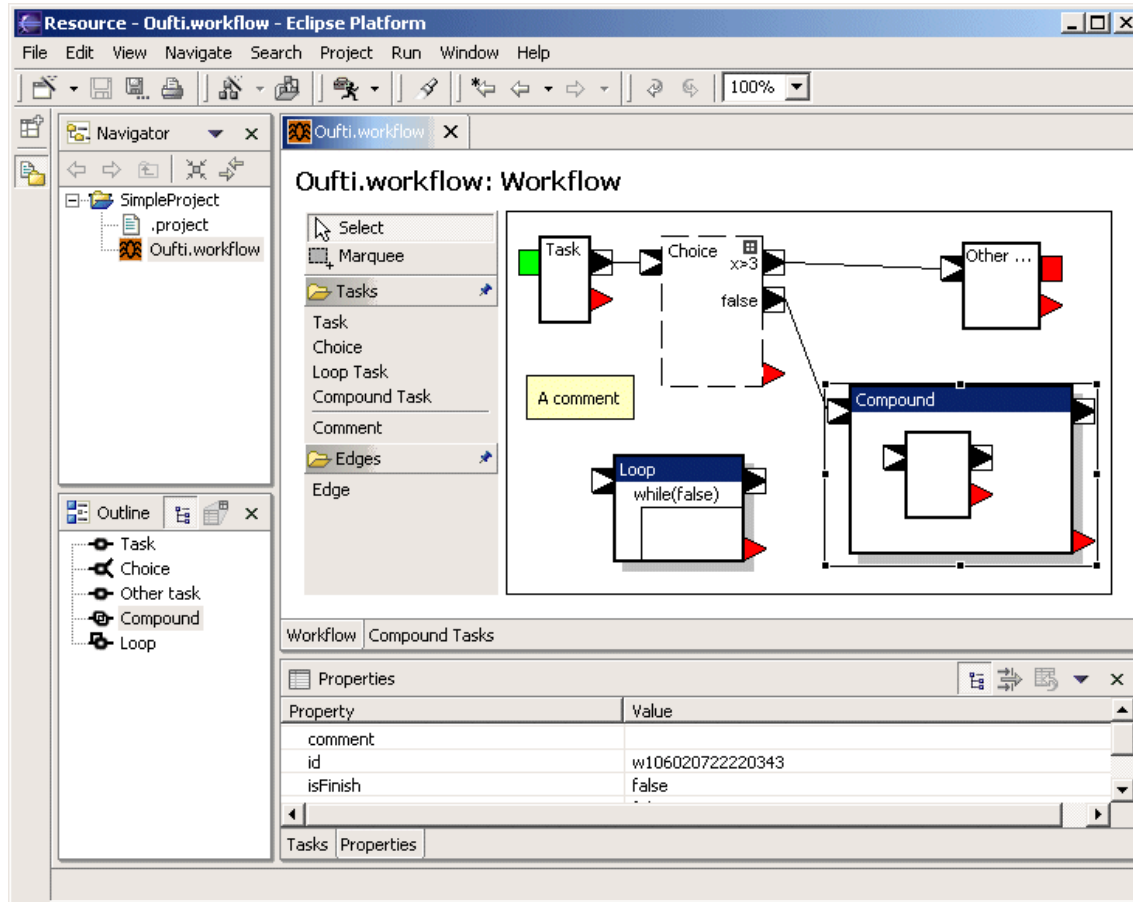 Resource - Oufti.workflow - Eclipse Platform
File Edit View Navigate Search Project Run Window Help
100%
Navigator
SimpleProject
.project
Oufti.workflow
Outline
Task
Choice
Other task
Compound
Loop
Oufti.workflow
Oufti.workflow: Workflow
Select
Marquee
Tasks
Task
Choice
Loop Task
Compound Task
Comment
Edges
Edge
Task
Choice
x>3
false
Other ...
A comment
Compound
Loop
while(false)
Workflow Compound Tasks
Properties
Property Value
comment
id w106020722220343
isFinish false
Tasks Properties